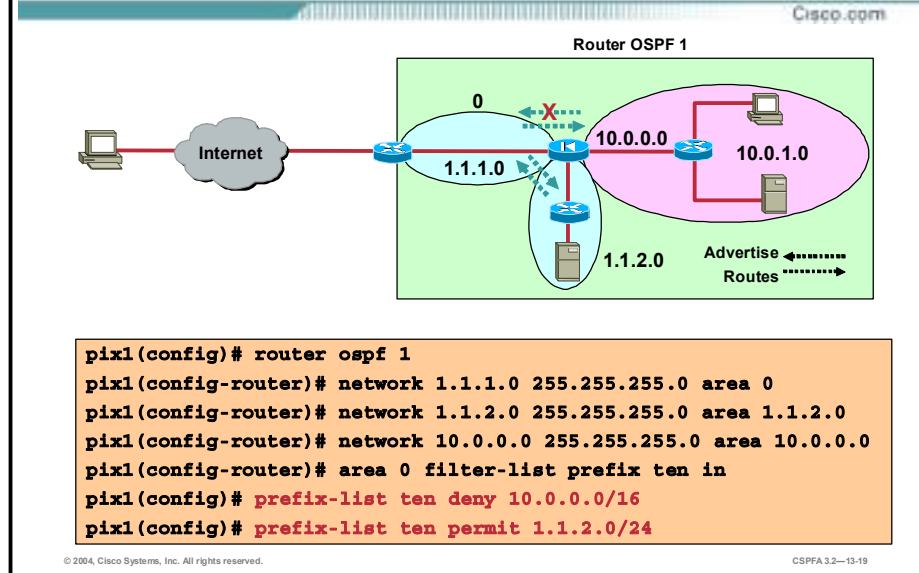 Cisco.com
Router OSPF 1
0
X
10.0.0.0
Internet
10.0.1.0
1.1.1.0
1.1.2.0
Advertise
Routes
pix1(config)# router ospf 1
pix1(config-router)# network 1.1.1.0 255.255.255.0 area 0
pix1(config-router)# network 1.1.2.0 255.255.255.0 area 1.1.2.0
pix1(config-router)# network 10.0.0.0 255.255.255.0 area 10.0.0.0
pix1(config-router)# area 0 filter-list prefix ten in
pix1(config)# prefix-list ten deny 10.0.0.0/16
pix1(config)# prefix-list ten permit 1.1.2.0/24
© 2004, Cisco Systems, Inc. All rights reserved.
CSPFA 3.2—13-19